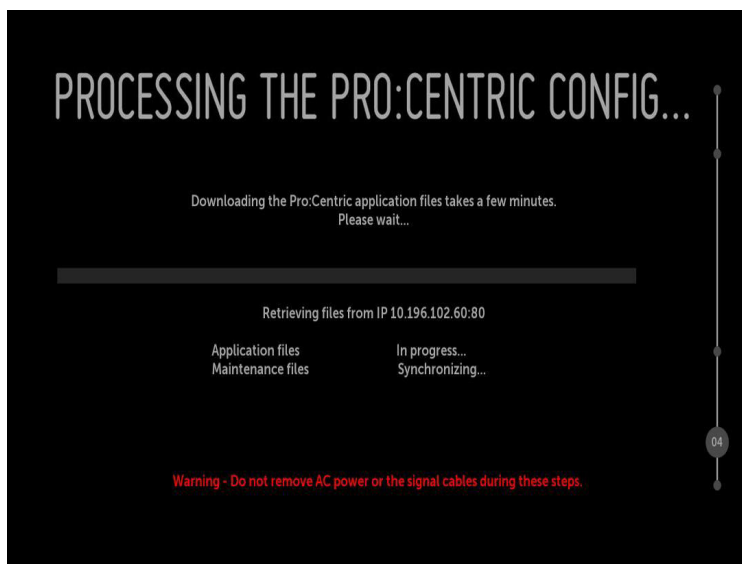 PROCESSING THE PRO:CENTRIC CONFIG...
Downloading the Pro:Centric application files takes a few minutes.
Please wait...
Retrieving files from IP 10.196.102.60:80
Application files In progress...
Maintenance files Synchronizing...
04
Warning - Do not remove AC power or the signal cables during these steps.